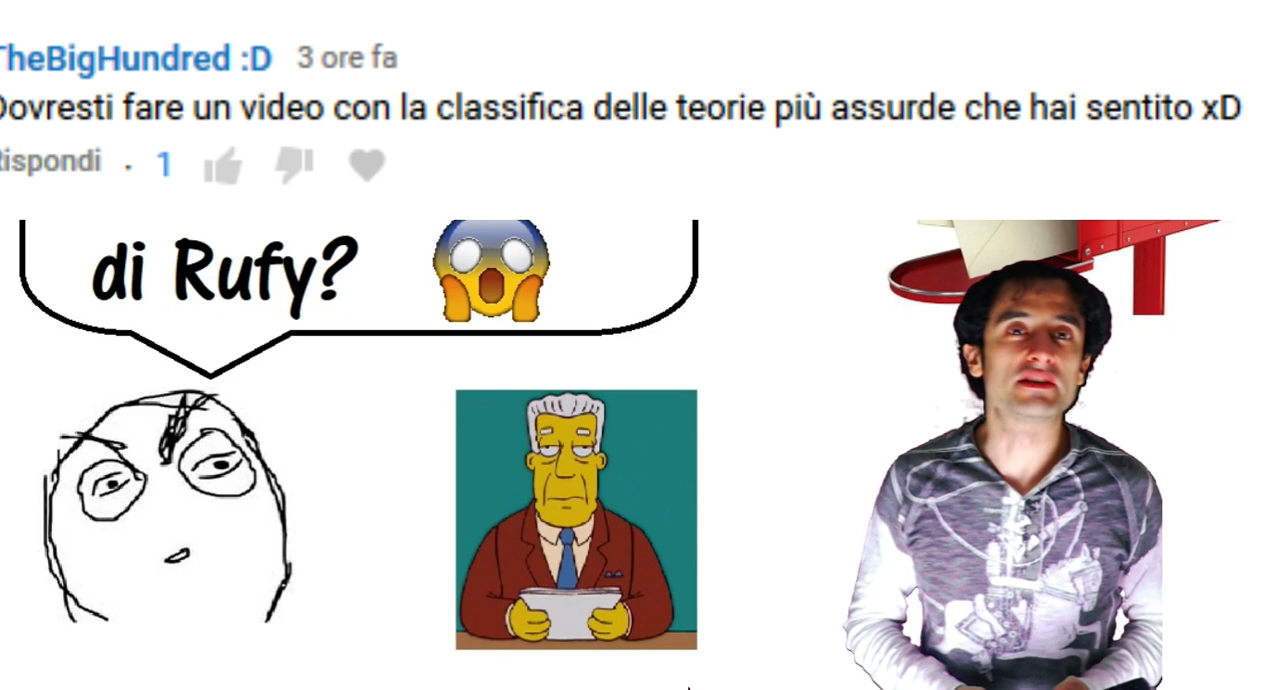 TheBigHundred :D 3 ore fa
Dovresti fare un video con la classifica delle teorie più assurde che hai sentito xD
Rispondi . 1
di Rufy?